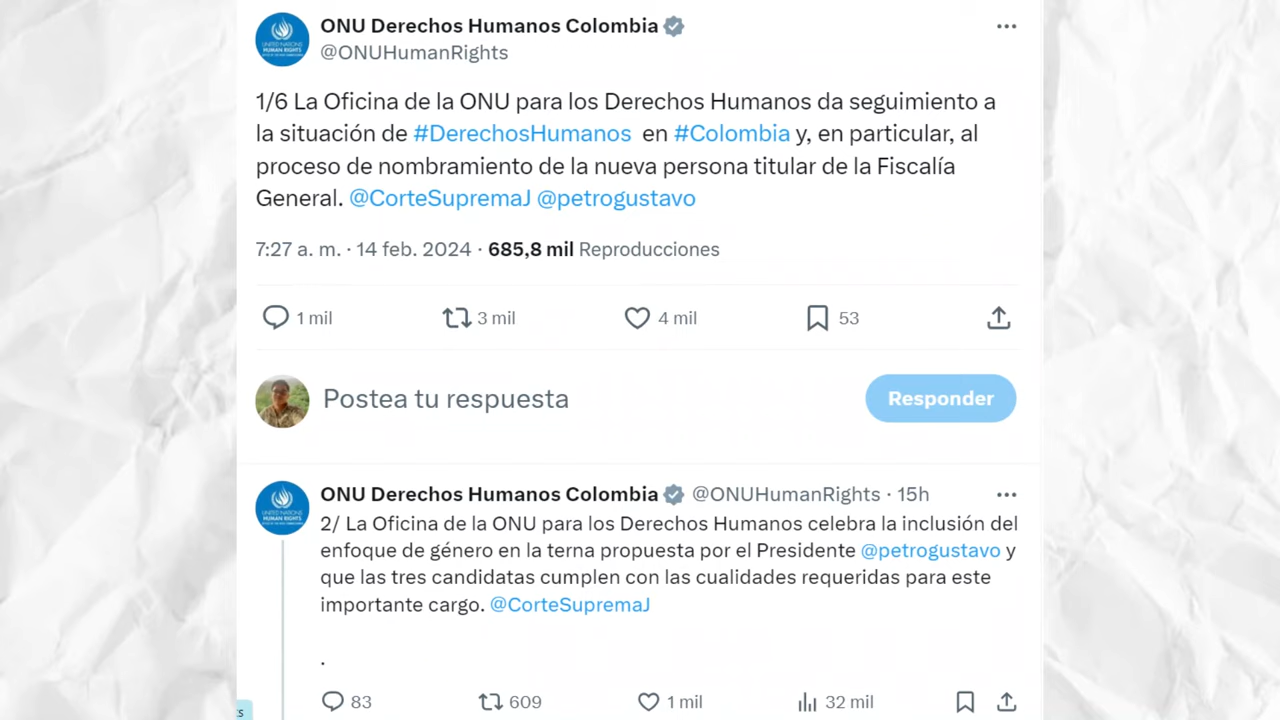 ONU Derechos Humanos Colombia
@ONUHumanRights
1/6 La Oficina de la ONU para los Derechos Humanos da seguimiento a
la situación de #DerechosHumanos en #Colombia y, en particular, al
proceso de nombramiento de la nueva persona titular de la Fiscalía
General. @CorteSupremaJ @petrogustavo
7:27 a. m. · 14 feb. 2024 · 685,8 mil Reproducciones
1 mil 3 mil 4 mil 53
Postea tu respuesta Responder
ONU Derechos Humanos Colombia @ONUHumanRights · 15h
2/ La Oficina de la ONU para los Derechos Humanos celebra la inclusión del
enfoque de género en la terna propuesta por el Presidente @petrogustavo y
que las tres candidatas cumplen con las cualidades requeridas para este
importante cargo. @CorteSupremaJ
.
83 609 1 mil 32 mil